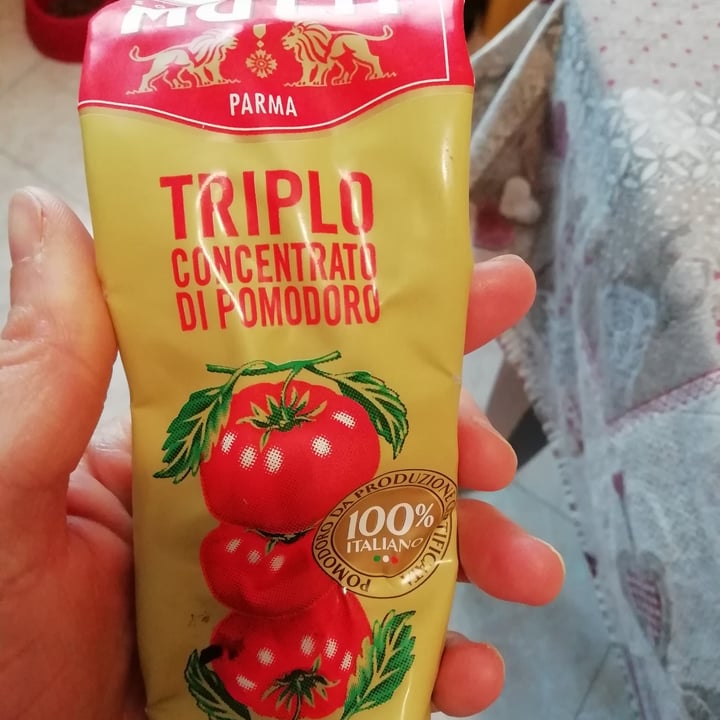 PARMA
TRIPLO
CONCENTRATO
DI POMODORO
100%
ITALIANO
POMODORO DA PRODUZIONE